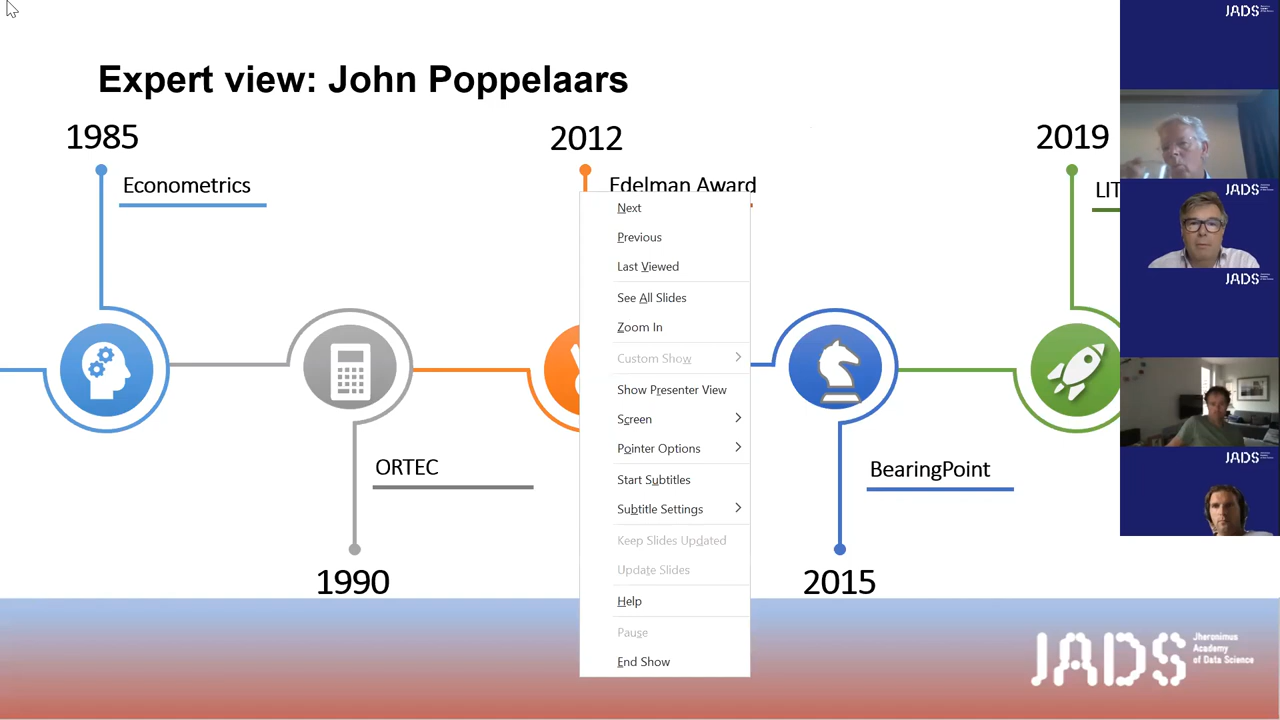 Expert view: John Poppelaars
1985
Econometrics
2012
Edelman Award
2019
LIT
ORTEC
1990
BearingPoint
2015
Next
Previous
Last Viewed
See All Slides
Zoom In
Custom Show
Show Presenter View
Screen
Pointer Options
Start Subtitles
Subtitle Settings
Keep Slides Updated
Update Slides
Help
Pause
End Show
JADS
JADS
JADS
JADS
JADS
Jheronimus
Academy
of Data Science